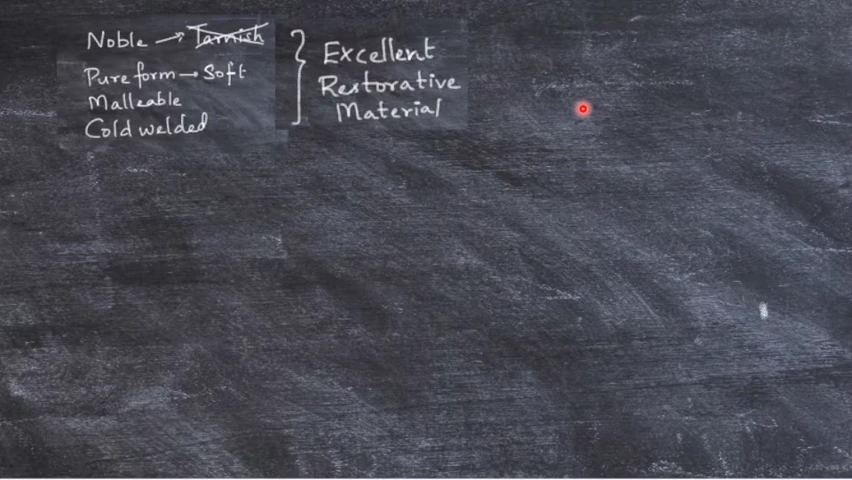 Noble → Tarnish
Pure form → Soft
Malleable
Cold welded
Excellent
Restorative
Material